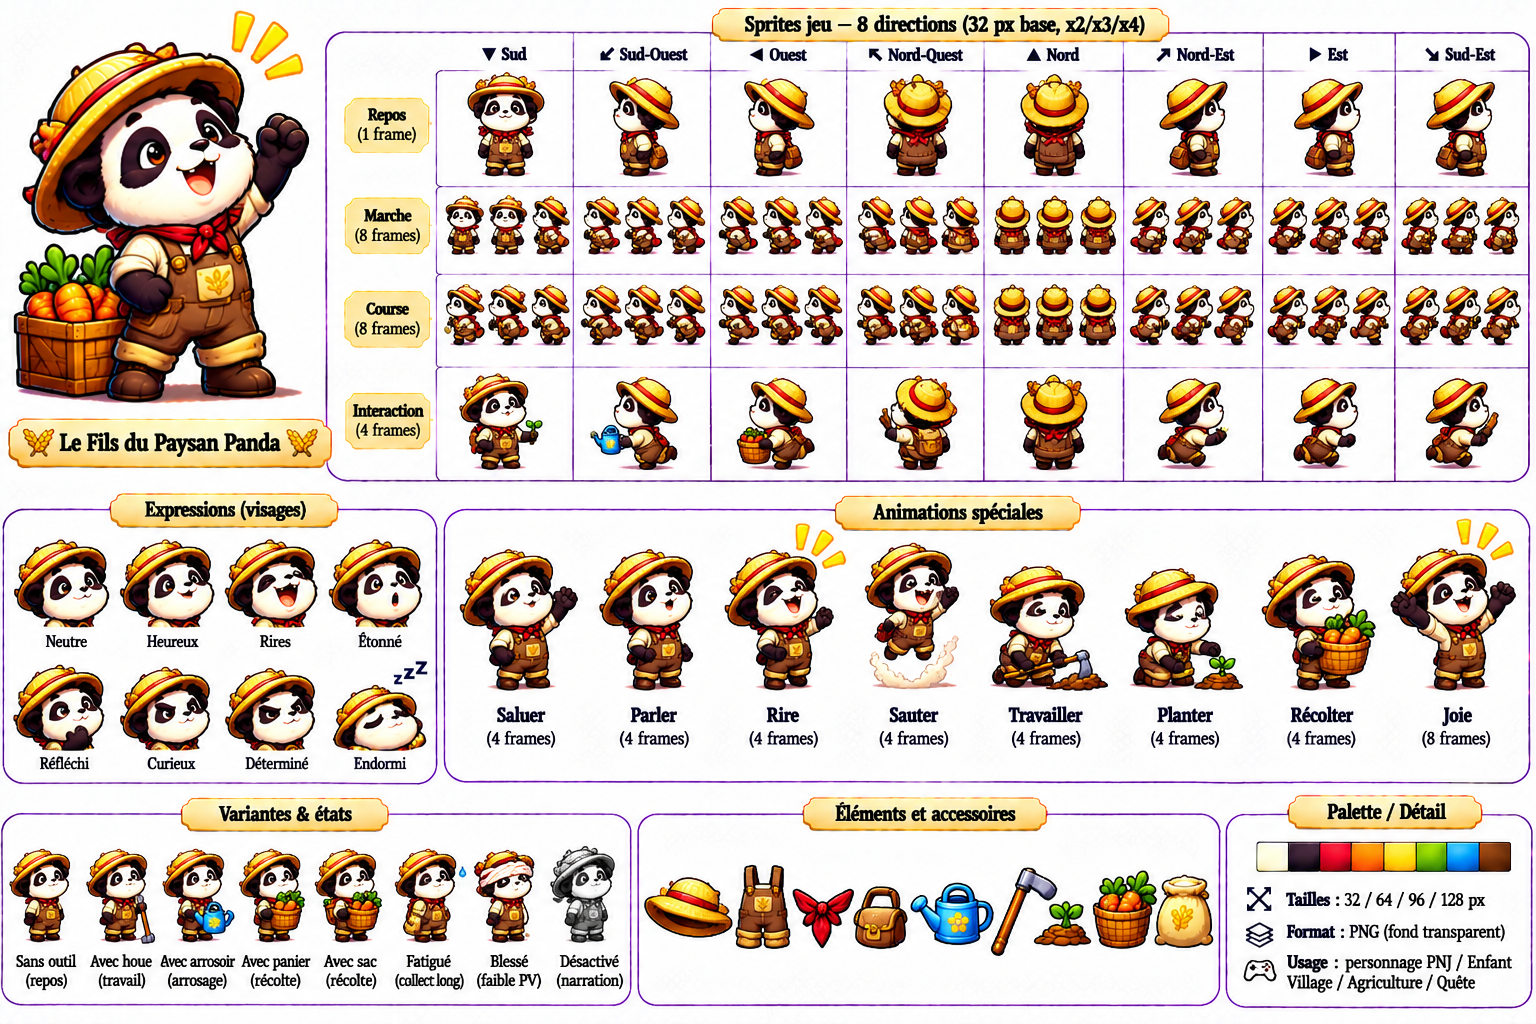 Sprites jeu – 8 directions (32 px base, x2/x3/x4)
▼ Sud
↙ Sud-Ouest
◀ Ouest
↖ Nord-Quest
▲ Nord
↗ Nord-Est
▶ Est
↘ Sud-Est
Repos
(1 frame)
Marche
(8 frames)
Course
(8 frames)
Interaction
(4 frames)
Le Fils du Paysan Panda
Expressions (visages)
Neutre
Heureux
Rires
Étonné
zzZ
Réfléchi
Curieux
Déterminé
Endormi
Animations spéciales
Saluer
(4 frames)
Parler
(4 frames)
Rire
(4 frames)
Sauter
(4 frames)
Travailler
(4 frames)
Planter
(4 frames)
Récolter
(4 frames)
Joie
(8 frames)
Variantes & états
Sans outil
(repos)
Avec houe
(travail)
Avec arrosoir
(arrosage)
Avec panier
(récolte)
Avec sac
(récolte)
Fatigué
(collect long)
Blessé
(faible PV)
Désactivé
(narration)
Éléments et accessoires
Palette / Détail
Tailles : 32 / 64 / 96 / 128 px
Format : PNG (fond transparent)
Usage : personnage PNJ / Enfant
Village / Agriculture / Quête